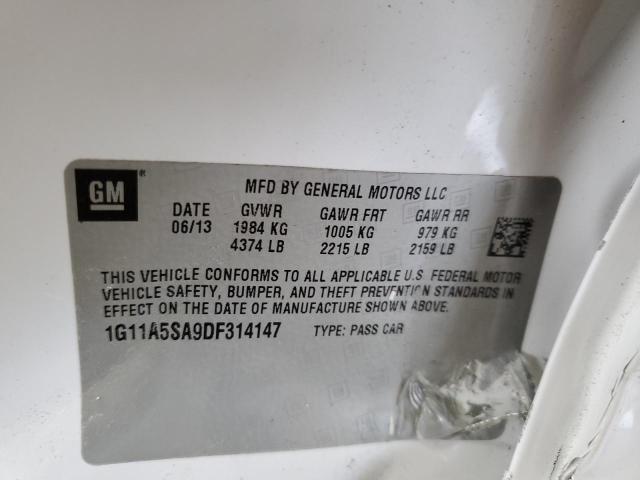 GM ® MFD BY GENERAL MOTORS LLC
DATE GVWR GAWR FRT GAWR RR
06/13 1984 KG 1005 KG 979 KG
4374 LB 2215 LB 2159 LB
THIS VEHICLE CONFORMS TO ALL APPLICABLE U.S. FEDERAL MOTOR
VEHICLE SAFETY, BUMPER, AND THEFT PREVENTION STANDARDS IN
EFFECT ON THE DATE OF MANUFACTURE SHOWN ABOVE.
1G11A5SA9DF314147 TYPE: PASS CAR